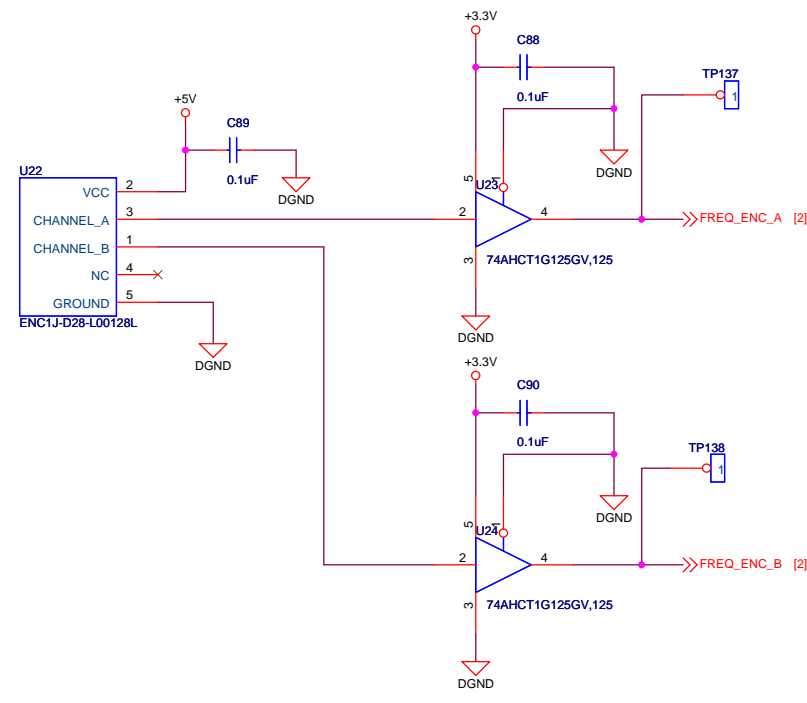 +3.3V
C88
0.1uF
TP137
1
DGND
+5V
C89
0.1uF
DGND
U22
VCC 2
CHANNEL_A 3
CHANNEL_B 1
NC 4
GROUND 5
ENC1J-D28-L00128L
DGND
5
U23
1
2
4
3
74AHCT1G125GV,125
FREQ_ENC_A [2]
DGND
+3.3V
C90
0.1uF
TP138
1
DGND
5
U24
1
2
4
3
74AHCT1G125GV,125
FREQ_ENC_B [2]
DGND